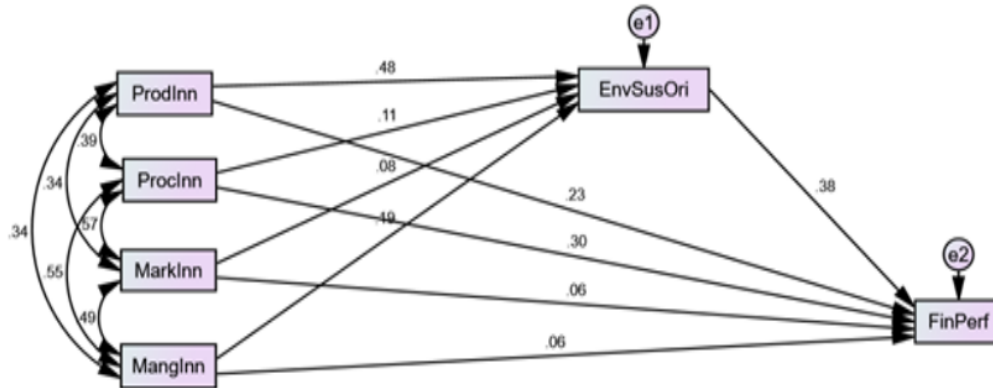 e1
.48
ProdInn
EnvSusOri
.11
.39
.08
.34
ProcInn
.38
.23
.57
.49
.34
.30
.55
MarkInn
e2
.06
.49
FinPerf
.06
MangInn